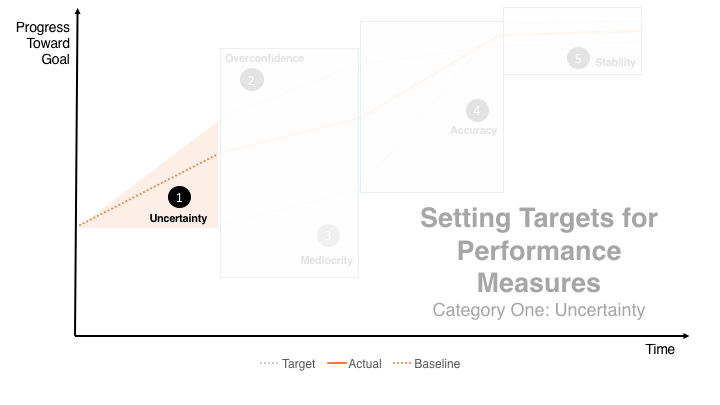 Progress
Toward
Goal
Overconfidence
2
5
Stability
4
Accuracy
1
Uncertainty
3
Mediocrity
Setting Targets for
Performance
Measures
Category One: Uncertainty
Time
Target
Actual
Baseline